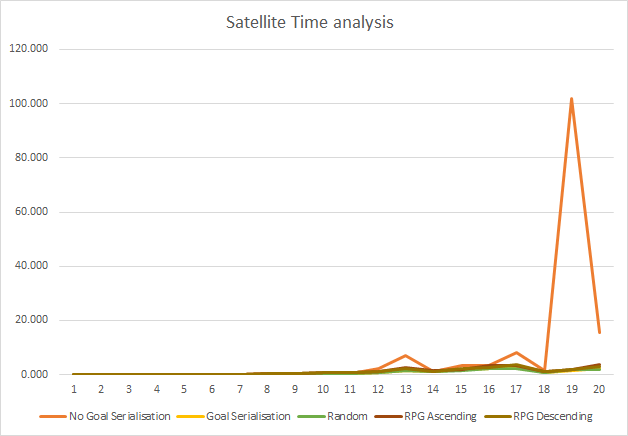 Satellite Time analysis
120.000
100.000
80.000
60.000
40.000
20.000
0.000
1 2 3 4 5 6 7 8 9 10 11 12 13 14 15 16 17 18 19 20
No Goal Serialisation Goal Serialisation Random RPG Ascending RPG Descending